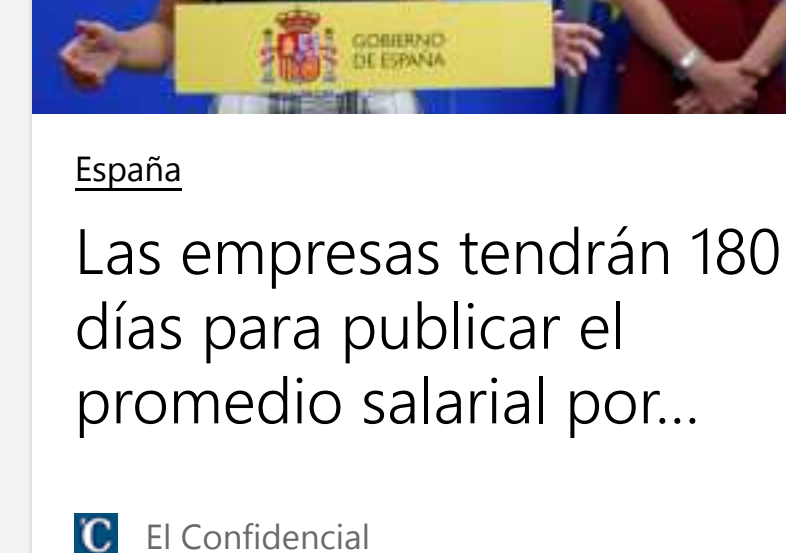 GOBIERNO
DE ESPAÑA
España
Las empresas tendrán 180
días para publicar el
promedio salarial por...
El Confidencial